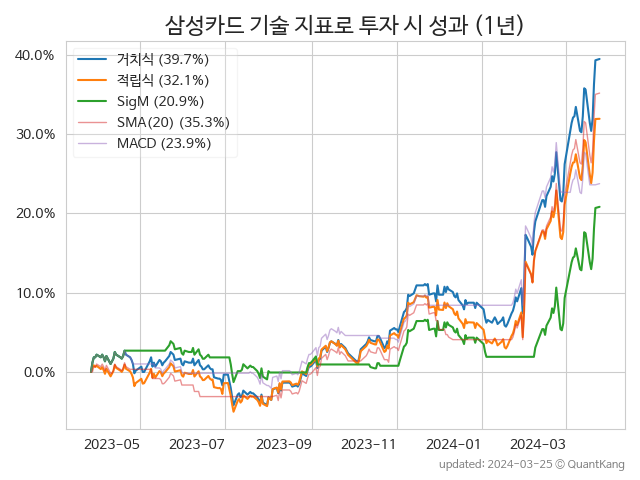 삼성카드 기술 지표로 투자 시 성과 (1년)
40.0%
30.0%
20.0%
10.0%
0.0%
거치식 (39.7%)
적립식 (32.1%)
SigM (20.9%)
SMA(20) (35.3%)
MACD (23.9%)
2023-05 2023-07 2023-09 2023-11 2024-01 2024-03
updated: 2024-03-25 © QuantKang